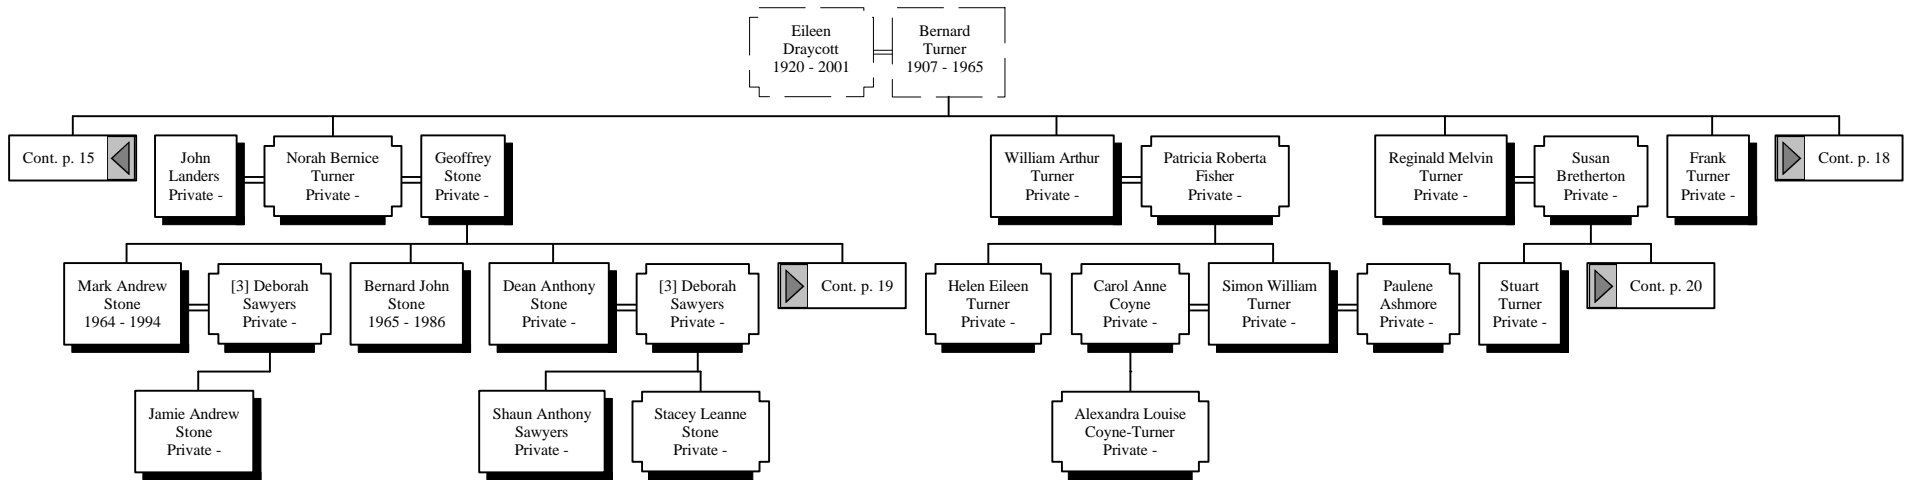 Eileen
Draycott
1920 - 2001
Bernard
Turner
1907 - 1965
Cont. p. 15
John
Landers
Private -
Norah Bernice
Turner
Private -
Geoffrey
Stone
Private -
William Arthur
Turner
Private -
Patricia Roberta
Fisher
Private -
Reginald Melvin
Turner
Private -
Susan
Bretherton
Private -
Frank
Turner
Private -
Cont. p. 18
Mark Andrew
Stone
1964 - 1994
[3] Deborah
Sawyers
Private -
Bernard John
Stone
1965 - 1986
Dean Anthony
Stone
Private -
[3] Deborah
Sawyers
Private -
Cont. p. 19
Helen Eileen
Turner
Private -
Carol Anne
Coyne
Private -
Simon William
Turner
Private -
Paulene
Ashmore
Private -
Stuart
Turner
Private -
Cont. p. 20
Jamie Andrew
Stone
Private -
Shaun Anthony
Sawyers
Private -
Stacey Leanne
Stone
Private -
Alexandra Louise
Coyne-Turner
Private -